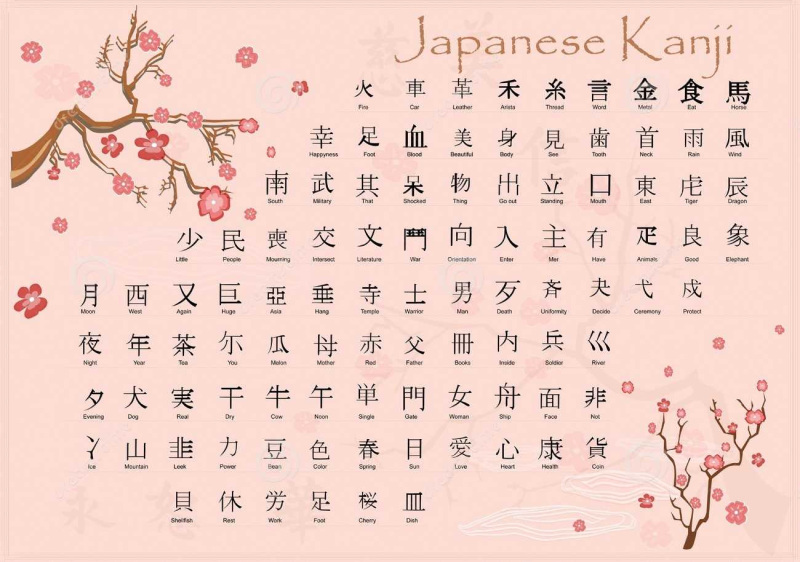 Japanese Kanji
火 車 革 禾 糸 言 金 食 馬
Fire Car Leather Arista Thread Word Metal Eat Horse
幸 足 血 美 身 見 歯 首 雨 風
Happyness Foot Blood Beautiful Body See Tooth Neck Rain Wind
南 武 其 呆 物 出 立 口 東 虍 辰
South Military That Shocked Thing Go out Standing Mouth East Tiger Dragon
少 民 喪 交 文 鬥 向 入 主 有 疋 良 象
Little People Mourning Intersect Literature War Orientation Enter Mer Have Animals Good Elephant
月 西 又 巨 亞 垂 寺 士 男 歹 斉 夬 弋 戍
Moon West Again Huge Asia Hang Temple Warrior Man Death Uniformity Decide Ceremony Protect
夜 年 茶 尓 瓜 母 赤 父 冊 内 兵 巛
Night Year Tea You Melon Mother Red Father Books Inside Soldior River
夕 犬 実 干 牛 午 単 門 女 舟 面 非
Evening Dog Real Dry Cow Noon Single Gate Woman Ship Face Not
冫 山 韭 力 豆 色 春 日 愛 心 康 貨
Ice Mountain Leek Power Bean Color Spring Sun Love Heart Health Coin
貝 休 労 足 桜 皿
Shellfish Rest Work Foot Cherry Dish